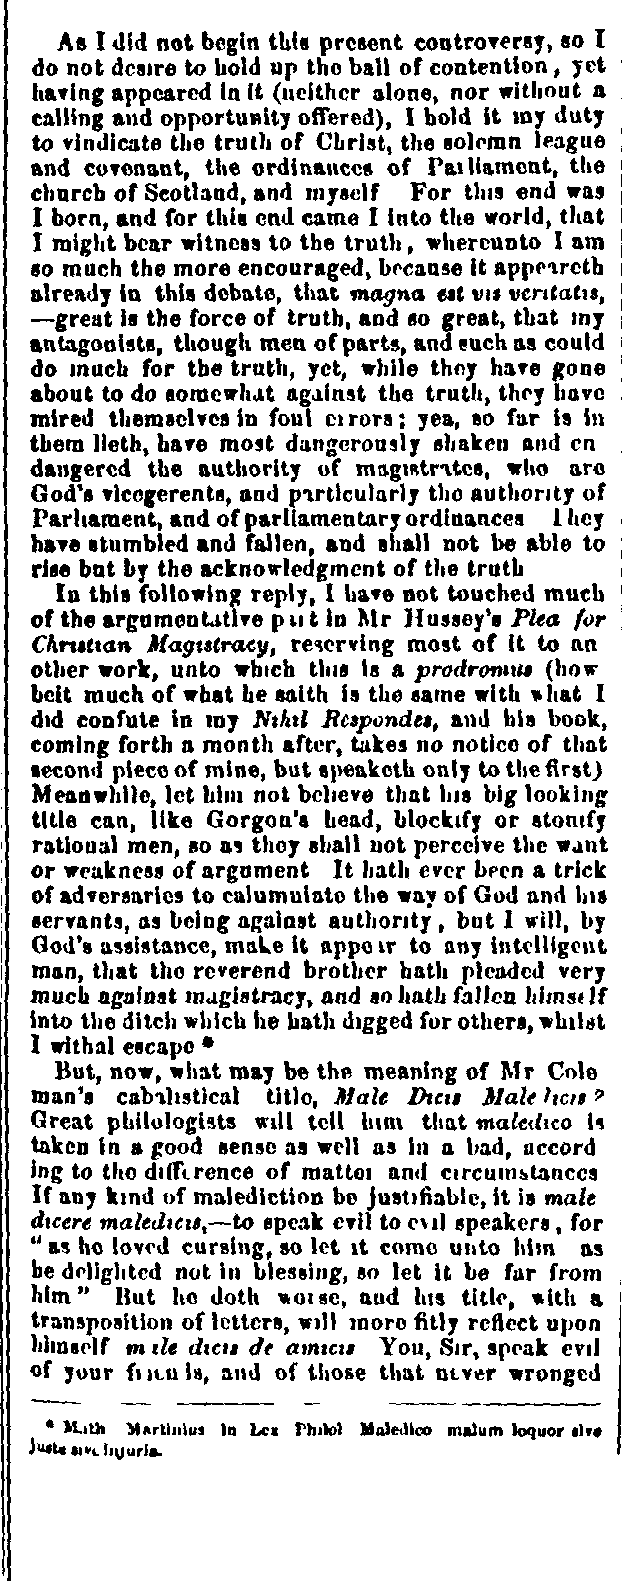 As I did not begin this present controversy, so I
do not desire to hold up the ball of contention, yet
having appeared in it (neither alone, nor without a
calling and opportunity offered), I hold it my duty
to vindicate the truth of Christ, the solemn league
and covenant, the ordinances of Parliament, the
church of Scotland, and myself For this end was
I born, and for this end came I into the world, that
I might bear witness to the truth, whereunto I am
so much the more encouraged, because it appeareth
already in this debate, that magna est vis veritatis,
—great is the force of truth, and so great, that my
antagonists, though men of parts, and such as could
do much for the truth, yet, while they have gone
about to do somewhat against the truth, they have
mired themselves in foul errors; yea, so far is in
them lieth, have most dangerously shaken and en
dangered the authority of magistrates, who are
God's vicegerents, and particularly the authority of
Parliament, and of parliamentary ordinances They
have stumbled and fallen, and shall not be able to
rise but by the acknowledgment of the truth
In this following reply, I have not touched much
of the argumentative part in Mr Hussey's Plea for
Christian Magistracy, reserving most of it to an
other work, unto which this is a prodromus (how
beit much of what he saith is the same with what I
did confute in my Nihil Respondes, and his book,
coming forth a month after, takes no notice of that
second piece of mine, but speaketh only to the first)
Meanwhile, let him not believe that his big looking
title can, like Gorgon's head, blockify or stonify
rational men, so as they shall not perceive the want
or weakness of argument It hath ever been a trick
of adversaries to calumniate the way of God and his
servants, as being against authority, but I will, by
God's assistance, make it appear to any intelligent
man, that the reverend brother hath pleaded very
much against magistracy, and so hath fallen himself
into the ditch which he hath digged for others, whilst
I withal escape *
But, now, what may be the meaning of Mr Cole
man's cabalistical title, Male Dicis Maledicis?
Great philologists will tell him that maledico is
taken in a good sense as well as in a bad, accord
ing to the difference of matter and circumstances
If any kind of malediction be justifiable, it is male
dicere maledicis,—to speak evil to evil speakers, for
"as he loved cursing, so let it come unto him as
he delighted not in blessing, so let it be far from
him" But he doth worse, and his title, with a
transposition of letters, will more fitly reflect upon
himself male dicis de amicis You, Sir, speak evil
of your friends, and of those that never wronged
* Math Martinius in Lex Philol Maledico malum loquor sive
juste sive injuria.